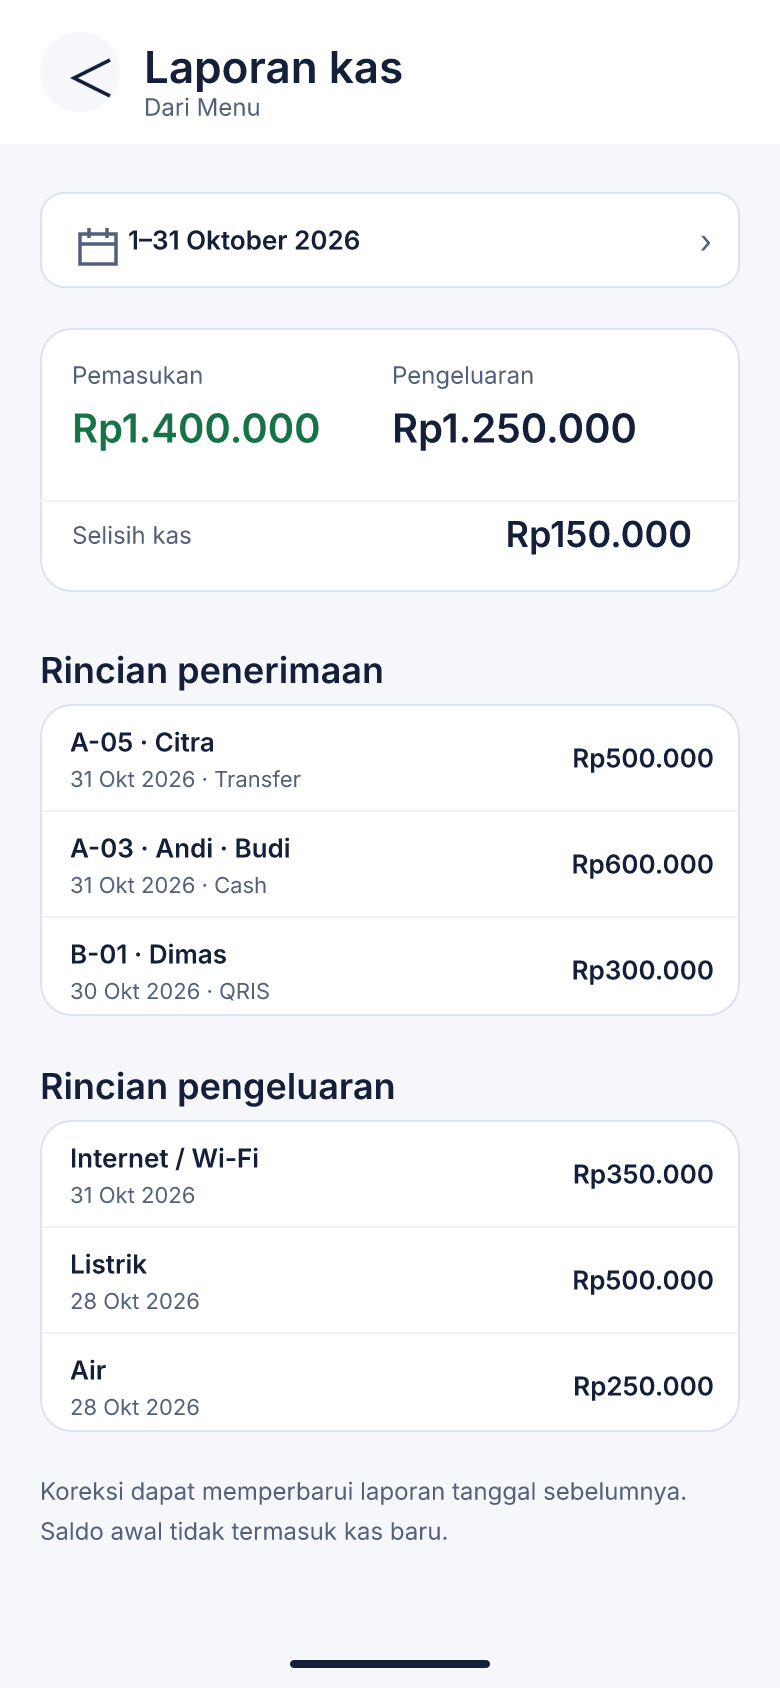 Laporan kas
Dari Menu
1–31 Oktober 2026
Pemasukan
Pengeluaran
Rp1.400.000
Rp1.250.000
Selisih kas
Rp150.000
Rincian penerimaan
A-05 · Citra
Rp500.000
31 Okt 2026 · Transfer
A-03 · Andi · Budi
Rp600.000
31 Okt 2026 · Cash
B-01 · Dimas
Rp300.000
30 Okt 2026 · QRIS
Rincian pengeluaran
Internet / Wi-Fi
Rp350.000
31 Okt 2026
Listrik
Rp500.000
28 Okt 2026
Air
Rp250.000
28 Okt 2026
Koreksi dapat memperbarui laporan tanggal sebelumnya.
Saldo awal tidak termasuk kas baru.